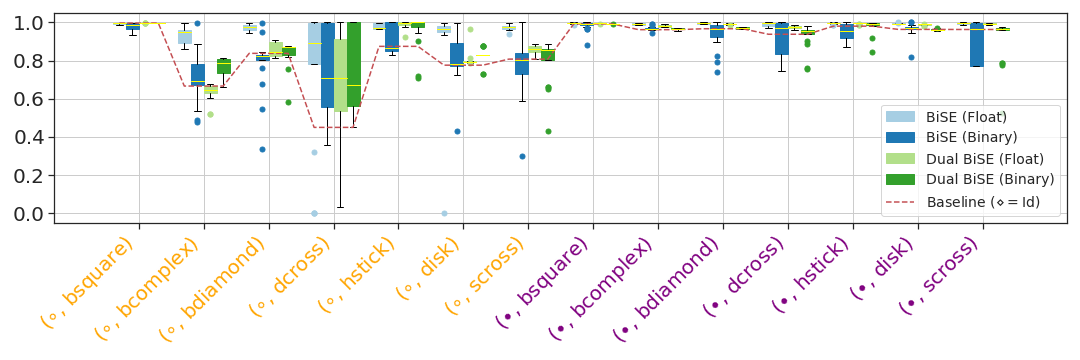 1.0
0.8
0.6
0.4
0.2
0.0
BiSE (Float)
BiSE (Binary)
Dual BiSE (Float)
Dual BiSE (Binary)
Baseline (⋄ = Id)
(∘, bsquare)
(∘, bcomplex)
(∘, bdiamond)
(∘, dcross)
(∘, hstick)
(∘, disk)
(∘, scross)
(•, bsquare)
(•, bcomplex)
(•, bdiamond)
(•, dcross)
(•, hstick)
(•, disk)
(•, scross)